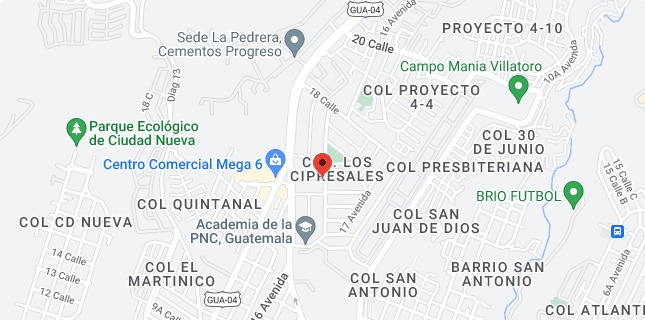 GUA-04
16 Avenida
PROYECTO 4-10
Sede La Pedrera,
Cementos Progreso
20 Calle
10A Avenida
Campo Mania Villatoro
Diag 13
18 C
18 Calle
COL PROYECTO
4-4
Parque Ecológico
de Ciudad Nueva
COL 30
DE JUNIO
Centro Comercial Mega 6
LOS
CIPRESALES
COL PRESBITERIANA
15 Calle C
15 Calle B
BRIO FUTBOL
COL QUINTANAL
17 Avenida
COL CD NUEVA
Academia de la
PNC, Guatemala
COL SAN
JUAN DE DIOS
14 Calle
13 Calle
12 Calle
COL EL
MARTINICO
COL SAN
ANTONIO
BARRIO SAN
ANTONIO
6A Avenida
GUA-04
16 Avenida
9A Calle
COL ATLANT